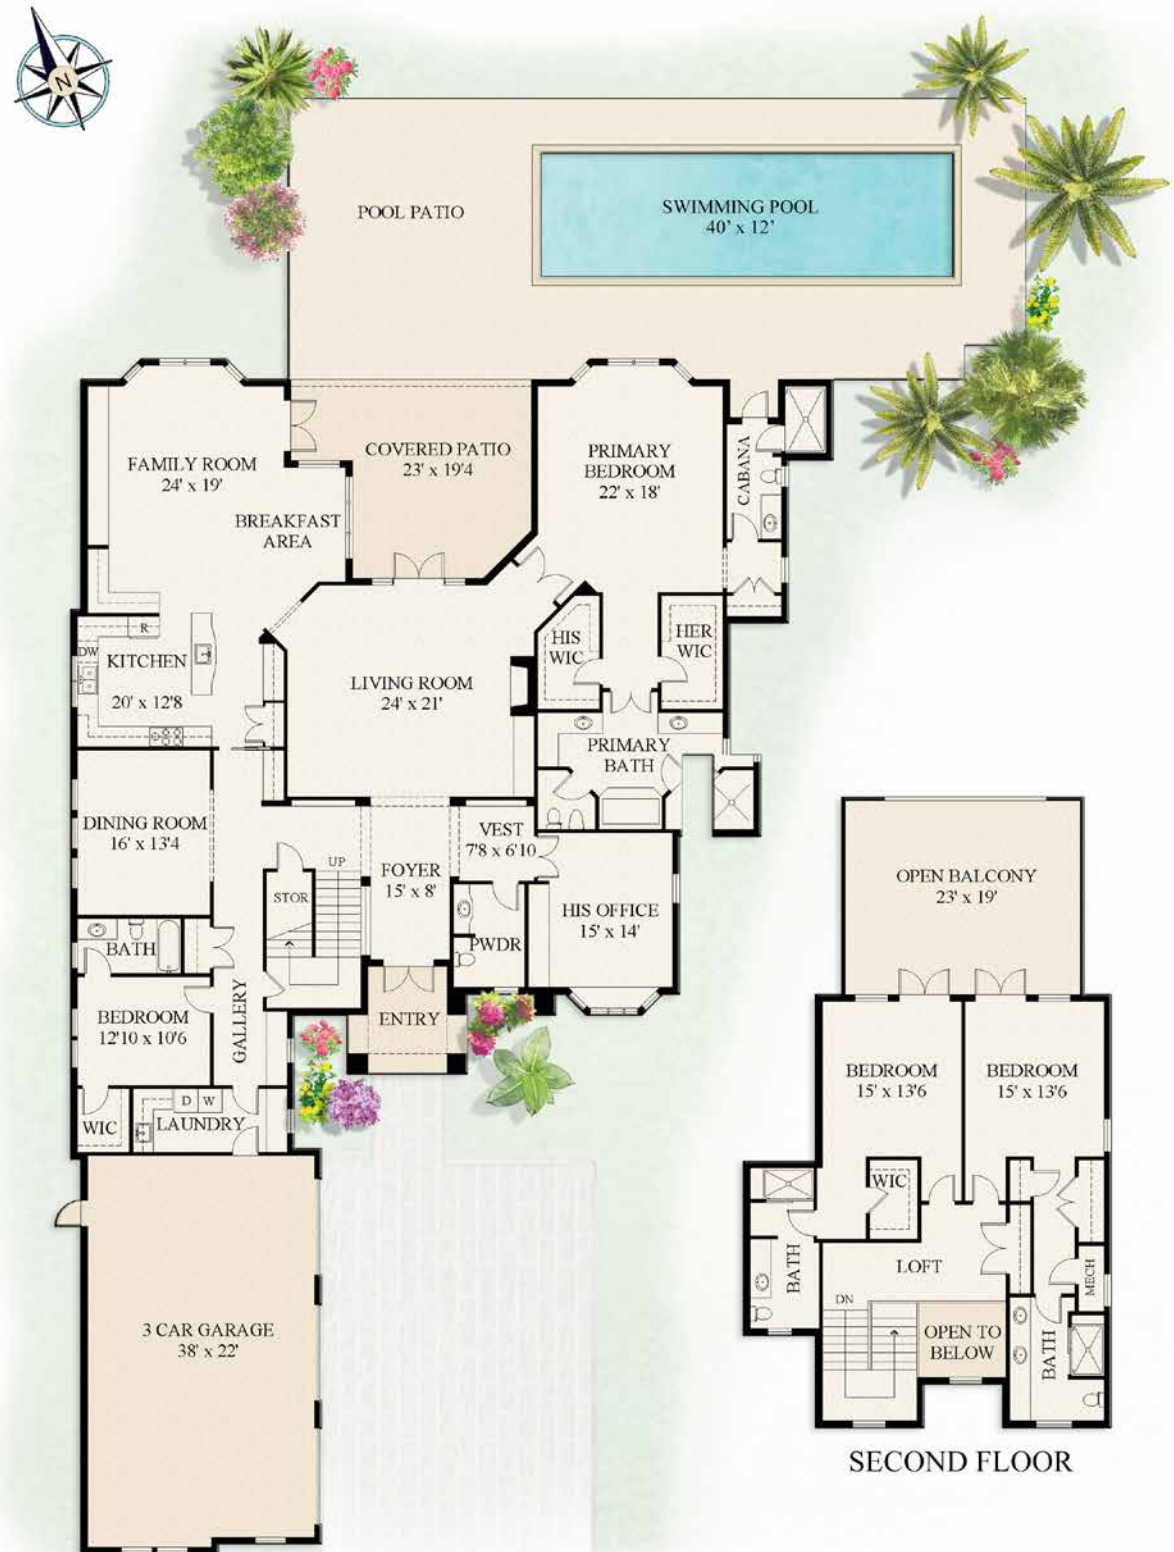 N
POOL PATIO
SWIMMING POOL
40' x 12'
FAMILY ROOM
24' x 19'
COVERED PATIO
23' x 19'4
PRIMARY
BEDROOM
22' x 18'
CABANA
BREAKFAST
AREA
R
DW
KITCHEN
20' x 12'8
LIVING ROOM
24' x 21'
HIS
WIC
HER
WIC
PRIMARY
BATH
DINING ROOM
16' x 13'4
VEST
7'8 x 6'10
UP
FOYER
15' x 8'
STOR
HIS OFFICE
15' x 14'
PWDR
BATH
GALLERY
BEDROOM
12'10 x 10'6
ENTRY
D W
WIC
LAUNDRY
3 CAR GARAGE
38' x 22'
OPEN BALCONY
23' x 19'
BEDROOM
15' x 13'6
BEDROOM
15' x 13'6
WIC
BATH
LOFT
MECH
DN
OPEN TO
BELOW
BATH
SECOND FLOOR